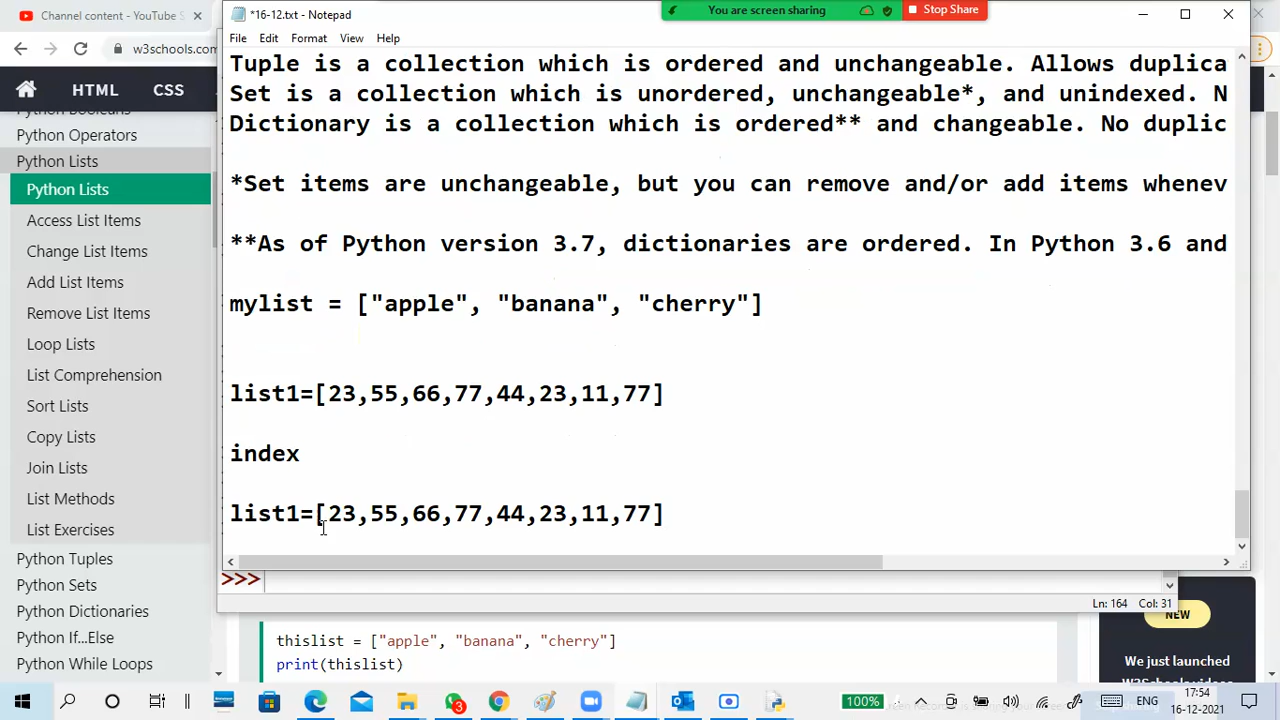 Channel content - YouTube S
*16-12.txt - Notepad
You are screen sharing
Stop Share
w3schools.com
File Edit Format View Help
HTML CSS
Python Operators
Python Lists
Python Lists
Access List Items
Change List Items
Add List Items
Remove List Items
Loop Lists
List Comprehension
Sort Lists
Copy Lists
Join Lists
List Methods
List Exercises
Python Tuples
Python Sets
Python Dictionaries
Python If...Else
Python While Loops
Tuple is a collection which is ordered and unchangeable. Allows duplica
Set is a collection which is unordered, unchangeable*, and unindexed. N
Dictionary is a collection which is ordered** and changeable. No duplic
*Set items are unchangeable, but you can remove and/or add items whenev
**As of Python version 3.7, dictionaries are ordered. In Python 3.6 and
mylist = ["apple", "banana", "cherry"]
list1=[23,55,66,77,44,23,11,77]
index
list1=[23,55,66,77,44,23,11,77]
>>>
Ln: 164 Col: 31
thislist = ["apple", "banana", "cherry"]
print(thislist)
NEW
We just launched
W3Schools videos
3
100%
ENG
17:54
16-12-2021